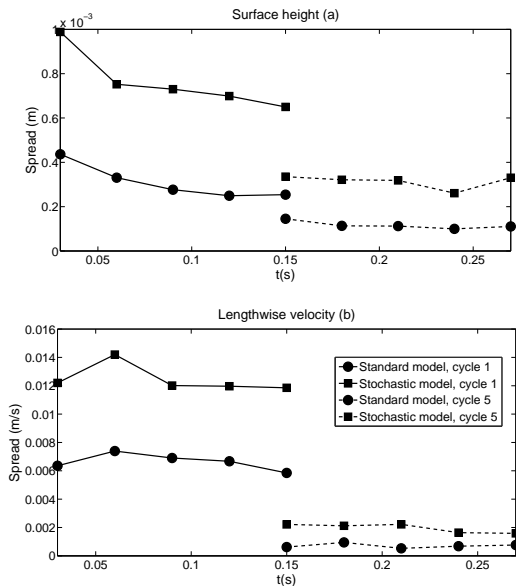 Surface height (a)
x 10⁻³
1
0.8
0.6
0.4
0.2
0
Spread (m)
0.05
0.1
0.15
0.2
0.25
t(s)
Lengthwise velocity (b)
0.016
0.014
0.012
0.01
0.008
0.006
0.004
0.002
0
Spread (m/s)
0.05
0.1
0.15
0.2
0.25
t(s)
Standard model, cycle 1
Stochastic model, cycle 1
Standard model, cycle 5
Stochastic model, cycle 5